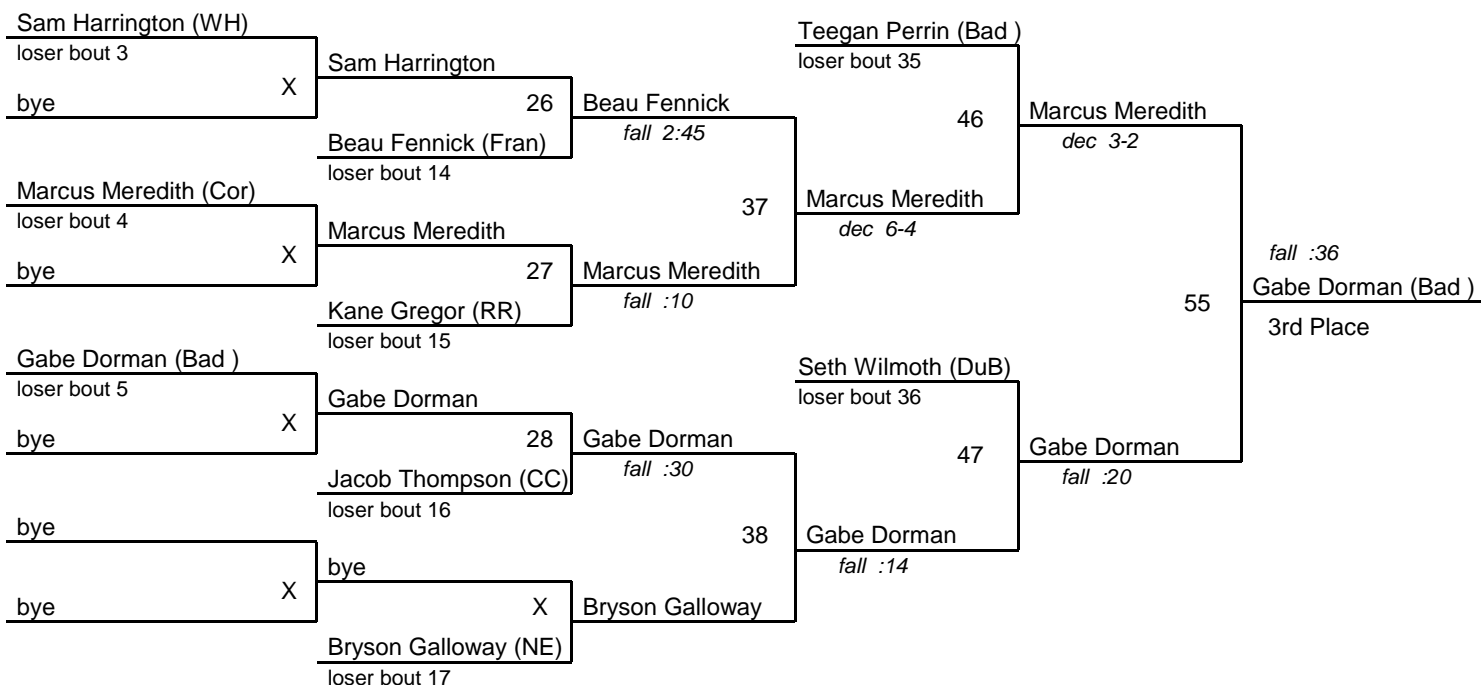 Sam Harrington (WH)
loser bout 3
X
bye
Sam Harrington
26
Beau Fennick (Fran)
loser bout 14
Beau Fennick
fall 2:45
Marcus Meredith (Cor)
loser bout 4
X
bye
Marcus Meredith
27
Kane Gregor (RR)
loser bout 15
Marcus Meredith
fall :10
37
Teegan Perrin (Bad )
loser bout 35
46
Marcus Meredith
dec 6-4
Marcus Meredith
dec 3-2
Gabe Dorman (Bad )
loser bout 5
X
bye
Gabe Dorman
28
Jacob Thompson (CC)
loser bout 16
Gabe Dorman
fall :30
bye
X
bye
bye
X
Bryson Galloway (NE)
loser bout 17
Bryson Galloway
38
Seth Wilmoth (DuB)
loser bout 36
47
Gabe Dorman
fall :14
Gabe Dorman
fall :20
55
fall :36
Gabe Dorman (Bad )
3rd Place